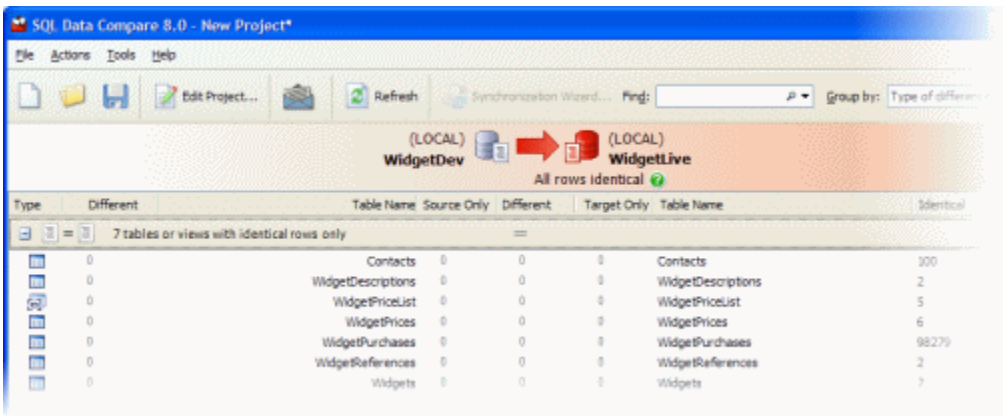 SQL Data Compare 8.0 - New Project*
File Actions Tools Help
Edit Project... Refresh Synchronization Wizard... Find: Group by: Type of differen
(LOCAL) (LOCAL)
WidgetDev WidgetLive
All rows identical
Type Different Table Name Source Only Different Target Only Table Name Identical
= 7 tables or views with identical rows only =
0 Contacts 0 0 0 Contacts 100
0 WidgetDescriptions 0 0 0 WidgetDescriptions 2
0 WidgetPriceList 0 0 0 WidgetPriceList 5
0 WidgetPrices 0 0 0 WidgetPrices 6
0 WidgetPurchases 0 0 0 WidgetPurchases 98279
0 WidgetReferences 0 0 0 WidgetReferences 2
0 Widgets 0 0 0 Widgets 7